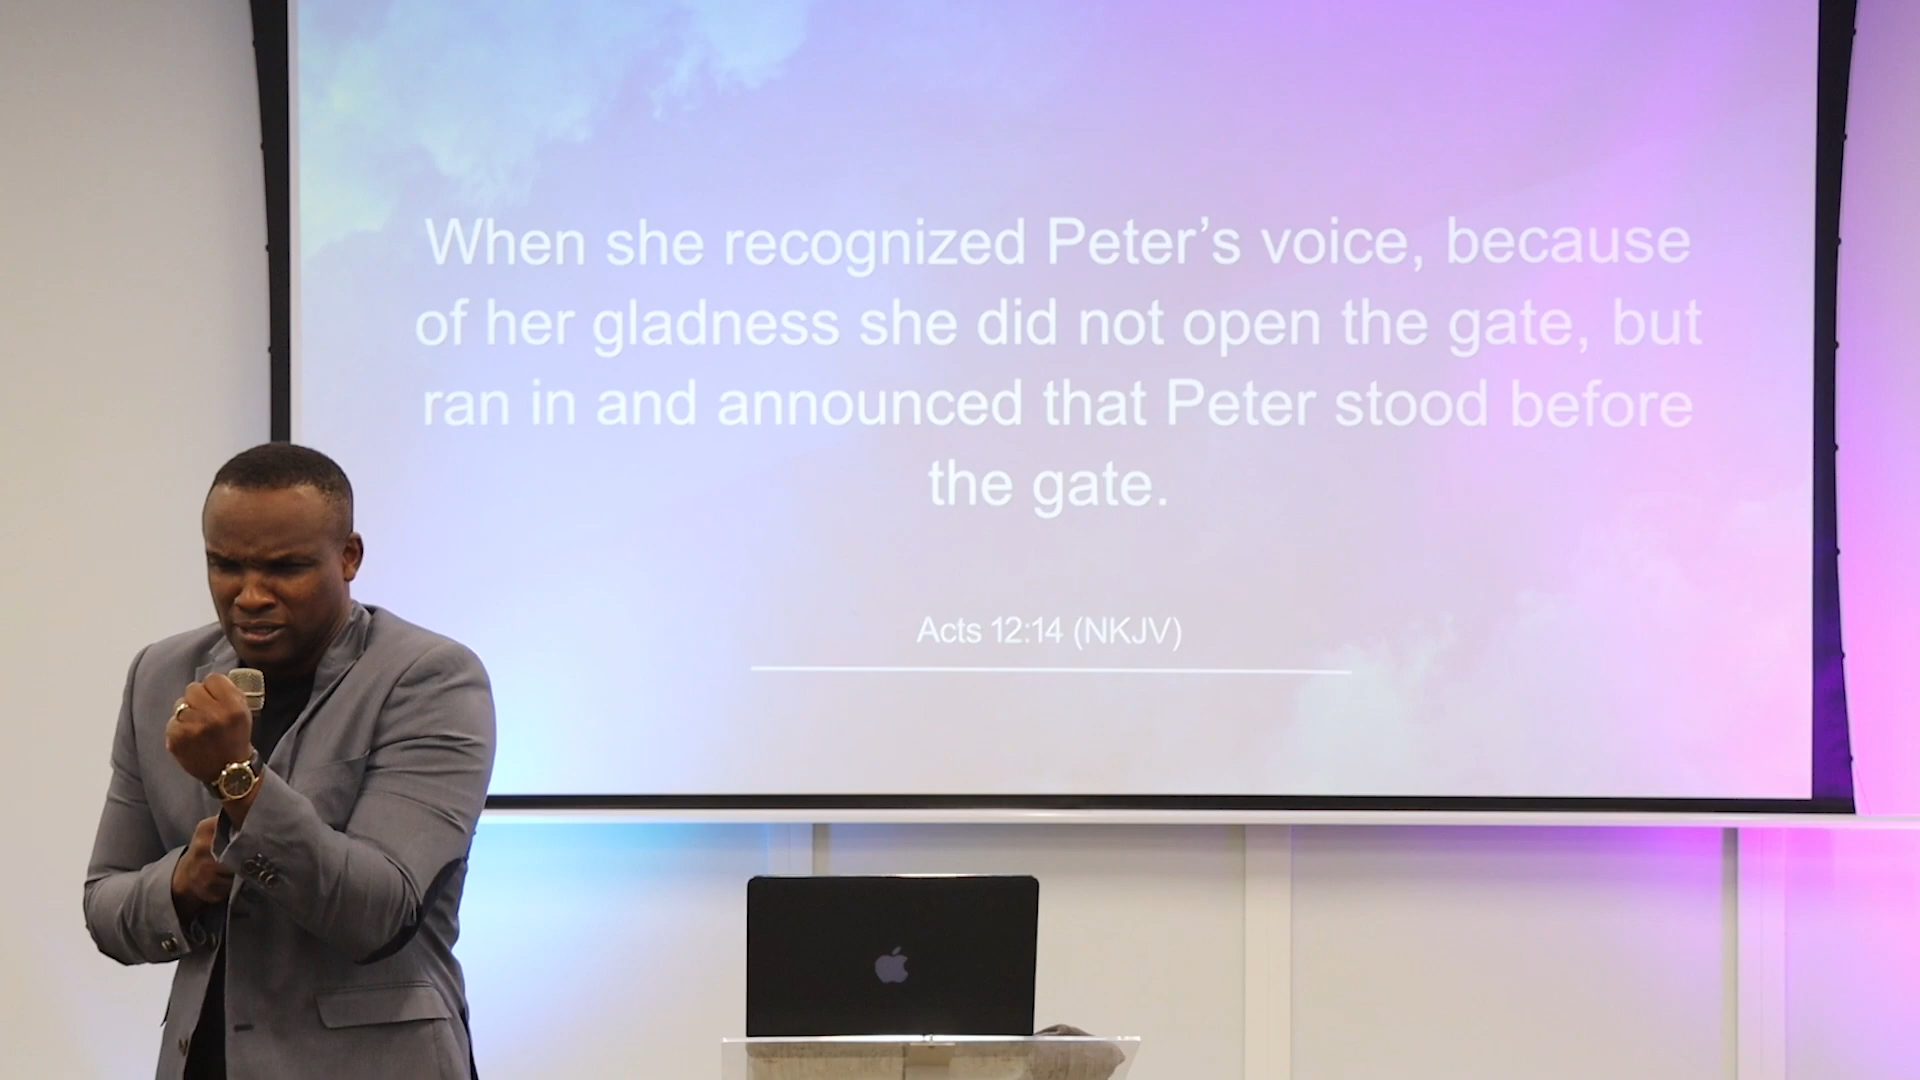 When she recognized Peter’s voice, because
of her gladness she did not open the gate, but
ran in and announced that Peter stood before
the gate.
Acts 12:14 (NKJV)